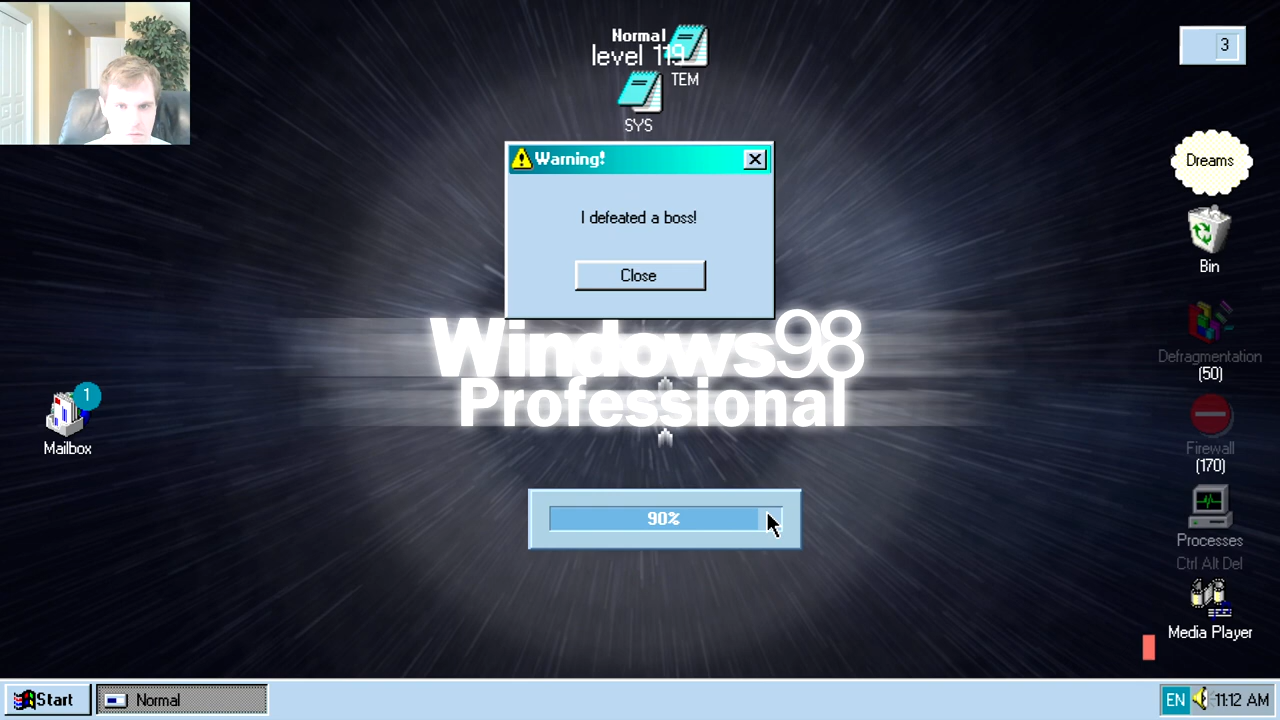 Normal
level 119
TEM
SYS
3
Warning!
I defeated a boss!
Close
Dreams
Bin
Windows98
Professional
Defragmentation
(50)
Mailbox
1
Firewall
(170)
90%
Processes
Ctrl Alt Del
Media Player
Start
Normal
EN
11:12 AM